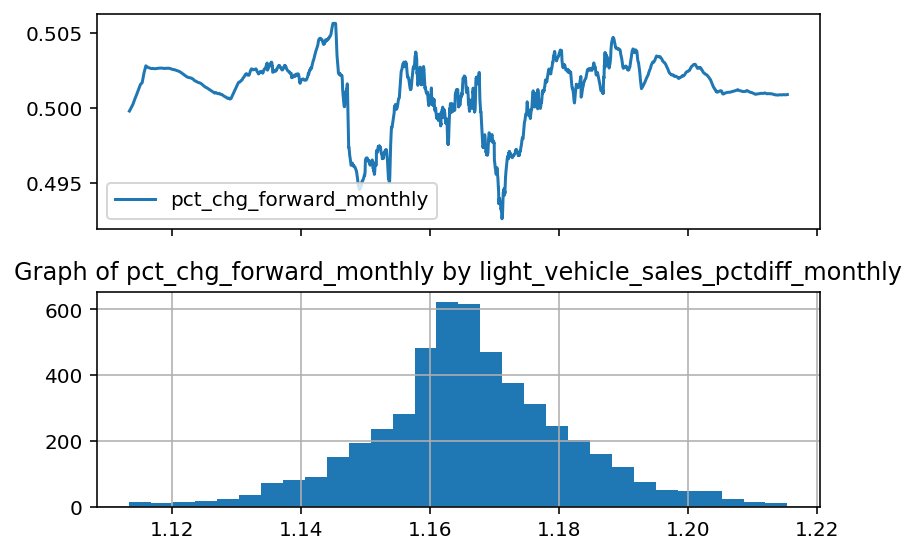 0.505
0.500
0.495
pct_chg_forward_monthly
Graph of pct_chg_forward_monthly by light_vehicle_sales_pctdiff_monthly
600
400
200
0
1.12 1.14 1.16 1.18 1.20 1.22